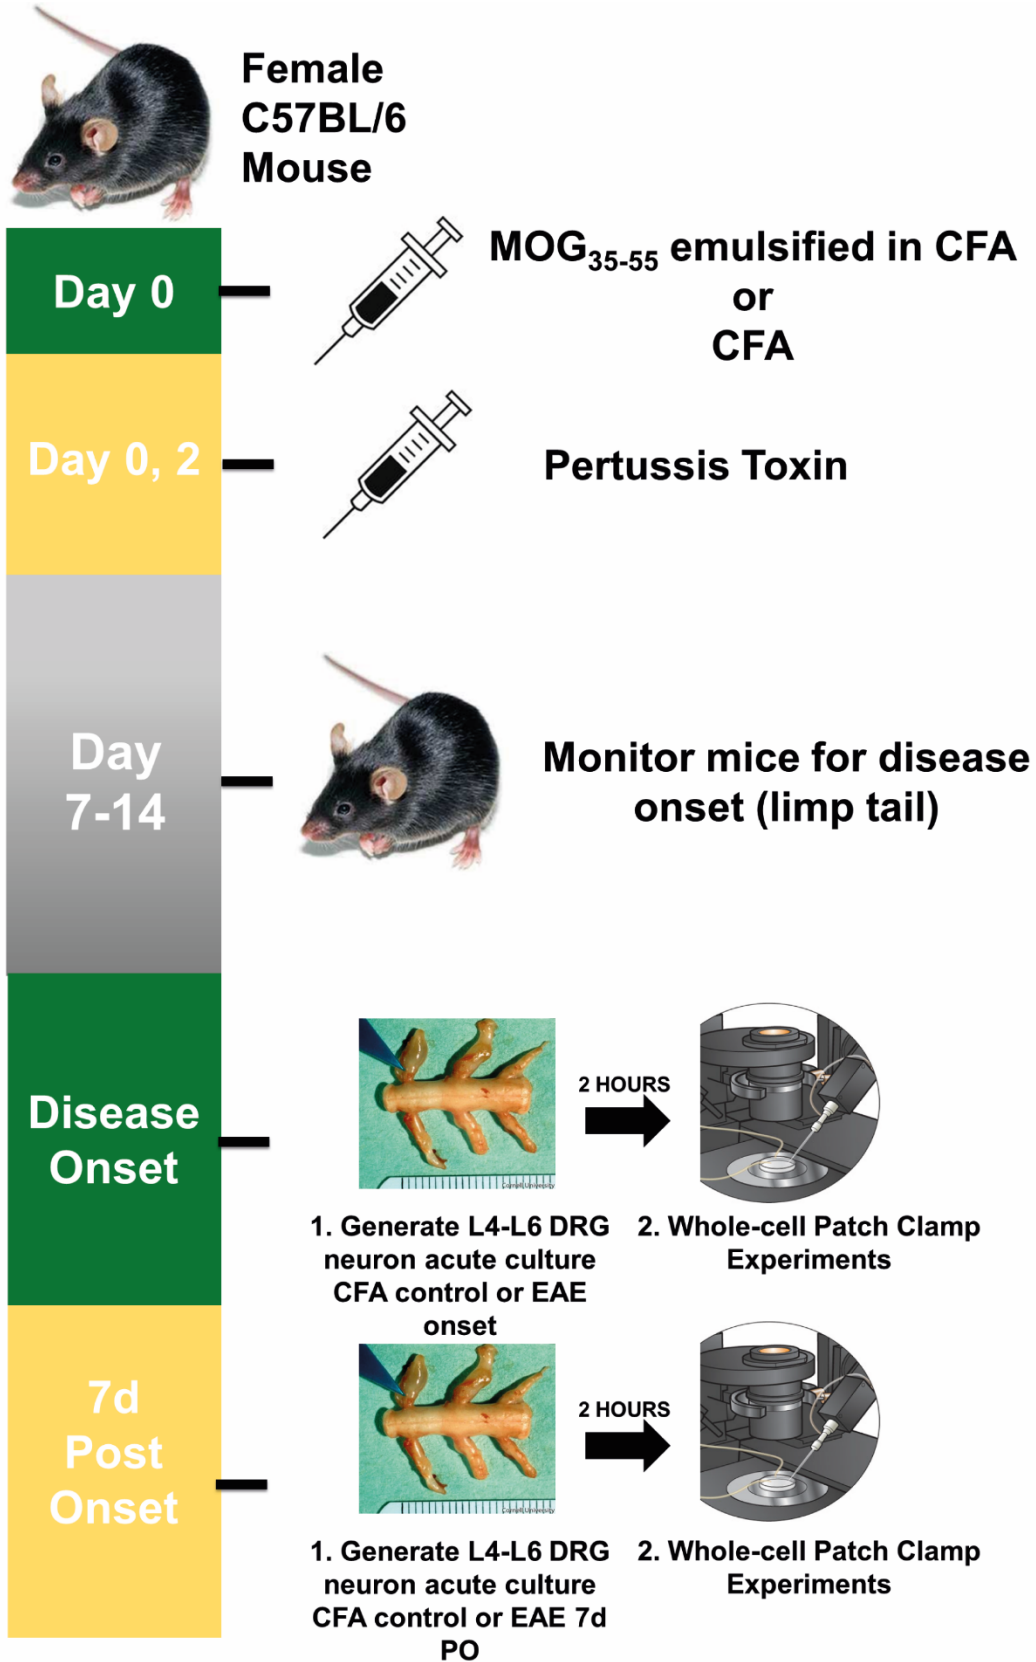 Female
C57BL/6
Mouse
Day 0
MOG35-55 emulsified in CFA
or
CFA
Day 0, 2
Pertussis Toxin
Day
7-14
Monitor mice for disease
onset (limp tail)
Disease
Onset
2 HOURS
Cornell University
1. Generate L4-L6 DRG
neuron acute culture
CFA control or EAE
onset
2. Whole-cell Patch Clamp
Experiments
7d
Post
Onset
2 HOURS
Cornell University
1. Generate L4-L6 DRG
neuron acute culture
CFA control or EAE 7d
PO
2. Whole-cell Patch Clamp
Experiments